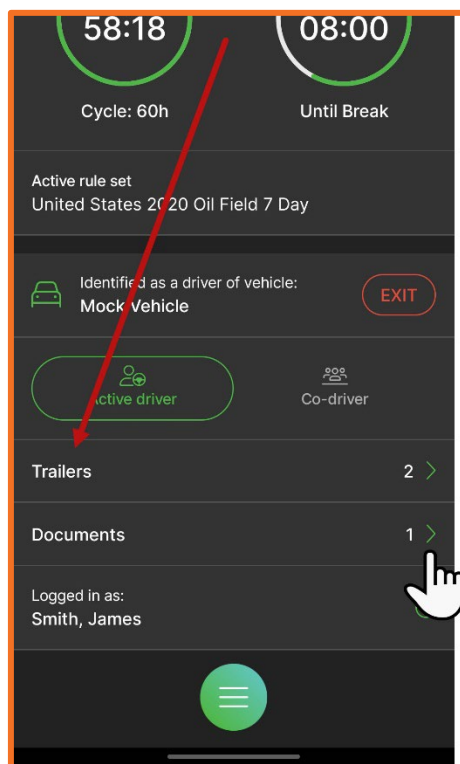 58:18
08:00
Cycle: 60h
Until Break
Active rule set
United States 2020 Oil Field 7 Day
Identified as a driver of vehicle:
Mock Vehicle
EXIT
Active driver
Co-driver
Trailers 2
Documents 1
Logged in as:
Smith, James